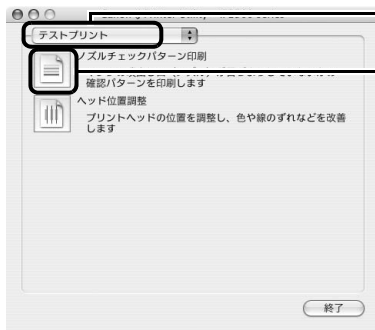 テストプリント
ノズルチェックパターン印刷
確認パターンを印刷します
ヘッド位置調整
プリントヘッドの位置を調整し、色や線のずれなどを改善
します
終了